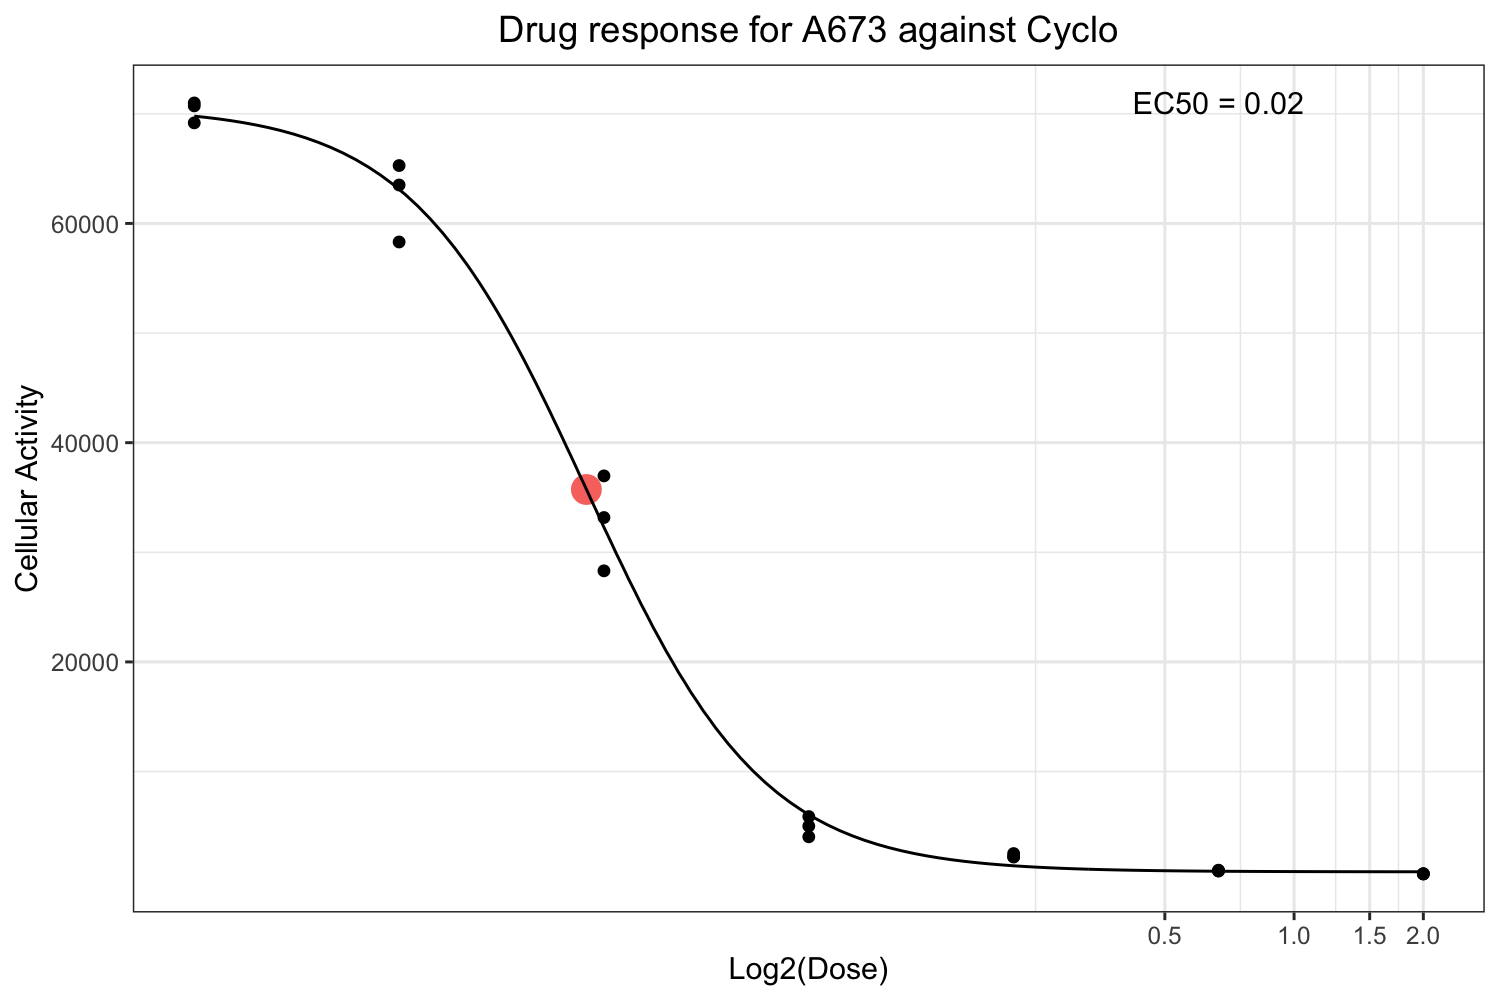 Drug response for A673 against Cyclo
EC50 = 0.02
60000
40000
20000
Cellular Activity
0.5 1.0 1.5 2.0
Log2(Dose)